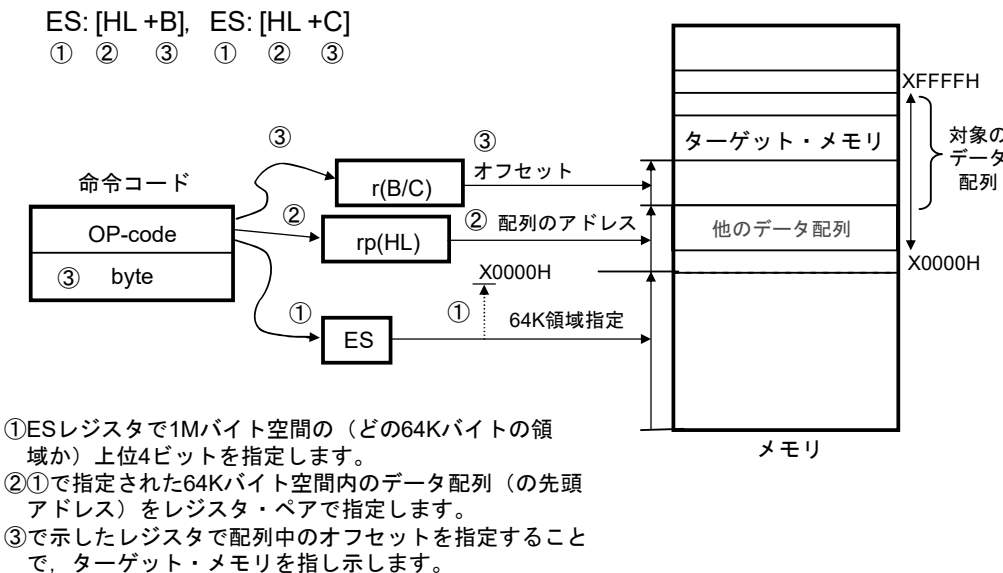 ES: [HL +B], ES: [HL +C]
① ② ③ ① ② ③
命令コード
OP-code
③ byte
③
r(B/C)
③
オフセット
②
rp(HL)
② 配列のアドレス
X0000H
①
ES
①
64K領域指定
XFFFFH
ターゲット・メモリ
対象の
データ
配列
他のデータ配列
X0000H
メモリ
①ESレジスタで1Mバイト空間の（どの64Kバイトの領
域か）上位4ビットを指定します。
②①で指定された64Kバイト空間内のデータ配列（の先頭
アドレス）をレジスタ・ペアで指定します。
③で示したレジスタで配列中のオフセットを指定すること
で，ターゲット・メモリを指し示します。